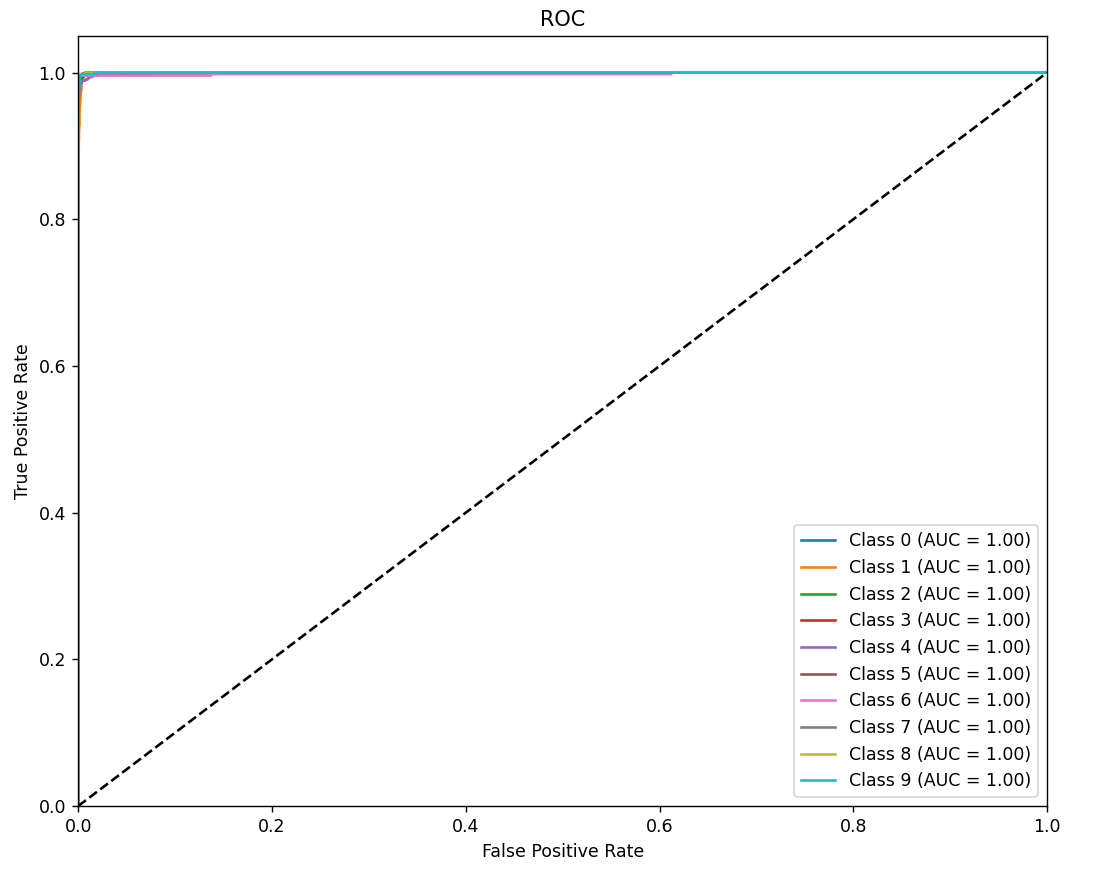 ROC
1.0
0.8
0.6
0.4
0.2
0.0
True Positive Rate
Class 0 (AUC = 1.00)
Class 1 (AUC = 1.00)
Class 2 (AUC = 1.00)
Class 3 (AUC = 1.00)
Class 4 (AUC = 1.00)
Class 5 (AUC = 1.00)
Class 6 (AUC = 1.00)
Class 7 (AUC = 1.00)
Class 8 (AUC = 1.00)
Class 9 (AUC = 1.00)
0.0 0.2 0.4 0.6 0.8 1.0
False Positive Rate